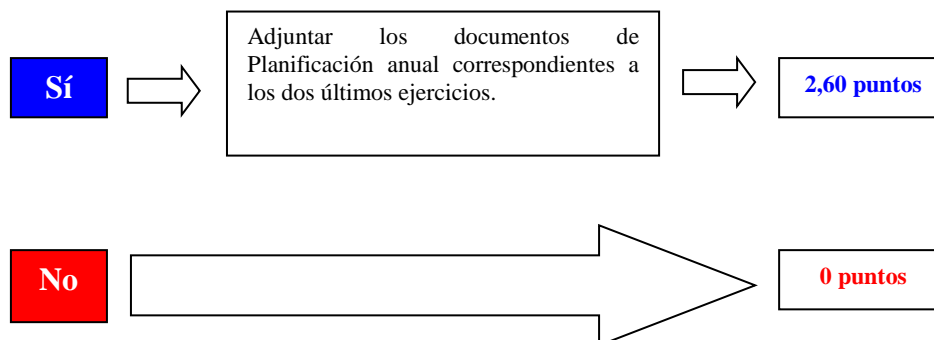 Adjuntar los documentos de
Planificación anual correspondientes a
los dos últimos ejercicios.
Sí
2,60 puntos
No
0 puntos